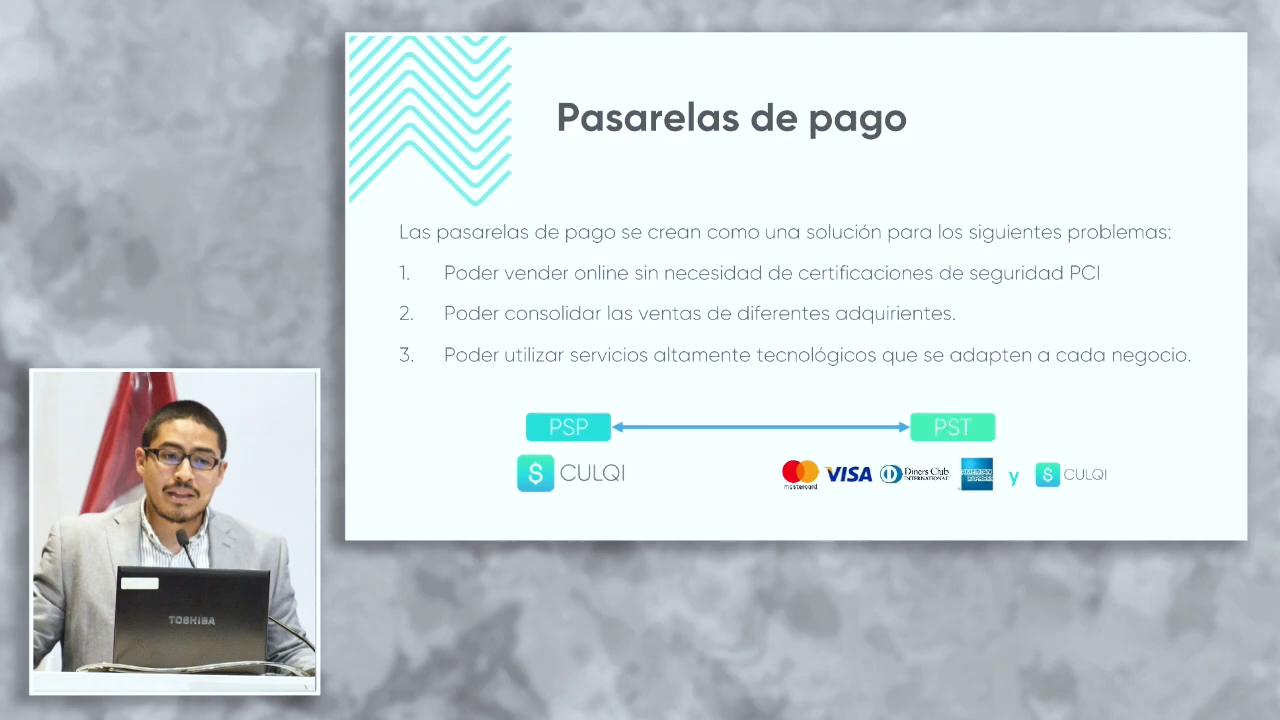 Pasarelas de pago
Las pasarelas de pago se crean como una solución para los siguientes problemas:
1. Poder vender online sin necesidad de certificaciones de seguridad PCI
2. Poder consolidar las ventas de diferentes adquirientes.
3. Poder utilizar servicios altamente tecnológicos que se adapten a cada negocio.
PSP PST
$ CULQI mastercard VISA Diners Club INTERNATIONAL AMERICAN EXPRESS y $ CULQI
TOSHIBA